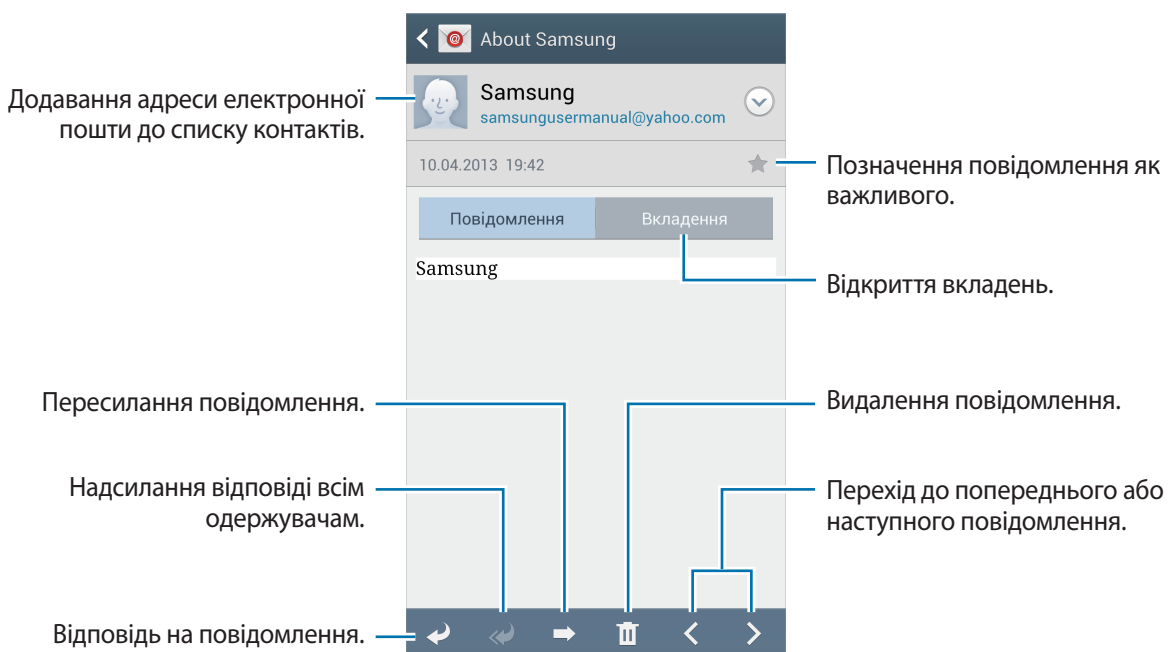 About Samsung
Samsung
samsungusermanual@yahoo.com
Додавання адреси електронної
пошти до списку контактів.
10.04.2013 19:42
Позначення повідомлення як
важливого.
Повідомлення
Вкладення
Samsung
Відкриття вкладень.
Пересилання повідомлення.
Видалення повідомлення.
Надсилання відповіді всім
одержувачам.
Перехід до попереднього або
наступного повідомлення.
Відповідь на повідомлення.